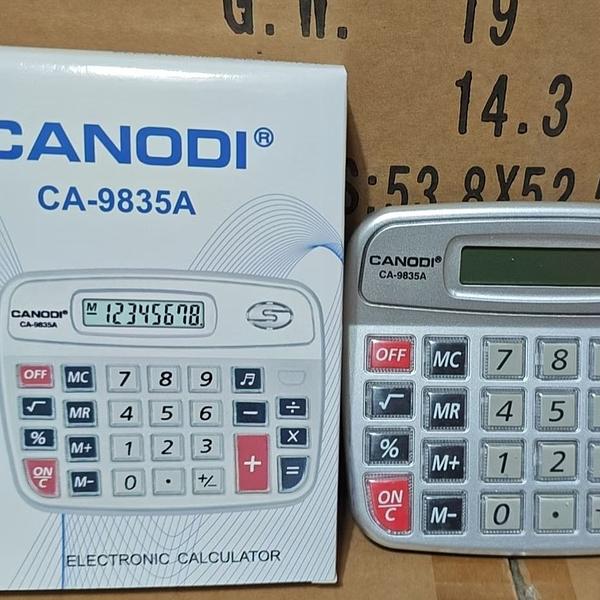 G.W. 19
14.3
:53.8X52
CANODI®
CA-9835A
CANODI®
CA-9835A
M 12345678.
S
OFF MC 7 8 9 ♫
√ MR 4 5 6 − ÷
% M+ 1 2 3 + X
ON/C M− 0 · +/− =
ELECTRONIC CALCULATOR
CANODI®
CA-9835A
OFF MC 7 8
√ MR 4 5
% M+ 1 2
ON/C M− 0 ·